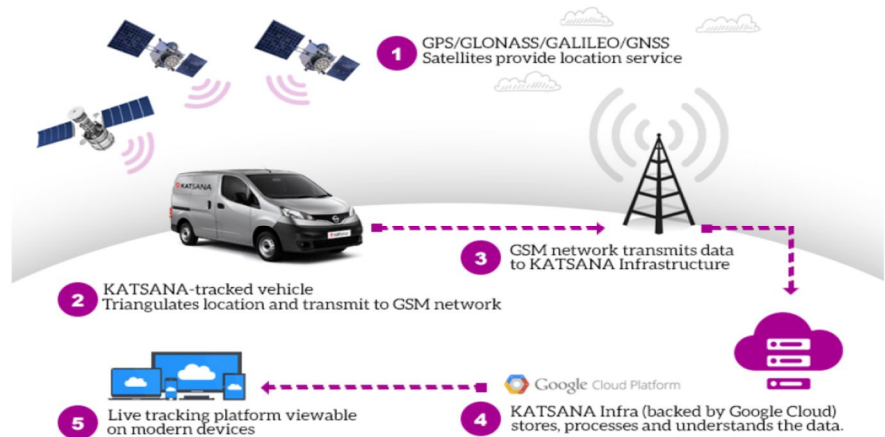 1
GPS/GLONASS/GALILEO/GNSS
Satellites provide location service
KATSANA
2
KATSANA-tracked vehicle
Triangulates location and transmit to GSM network
3
GSM network transmits data
to KATSANA Infrastructure
Google Cloud Platform
4
KATSANA Infra (backed by Google Cloud)
stores, processes and understands the data.
5
Live tracking platform viewable
on modern devices